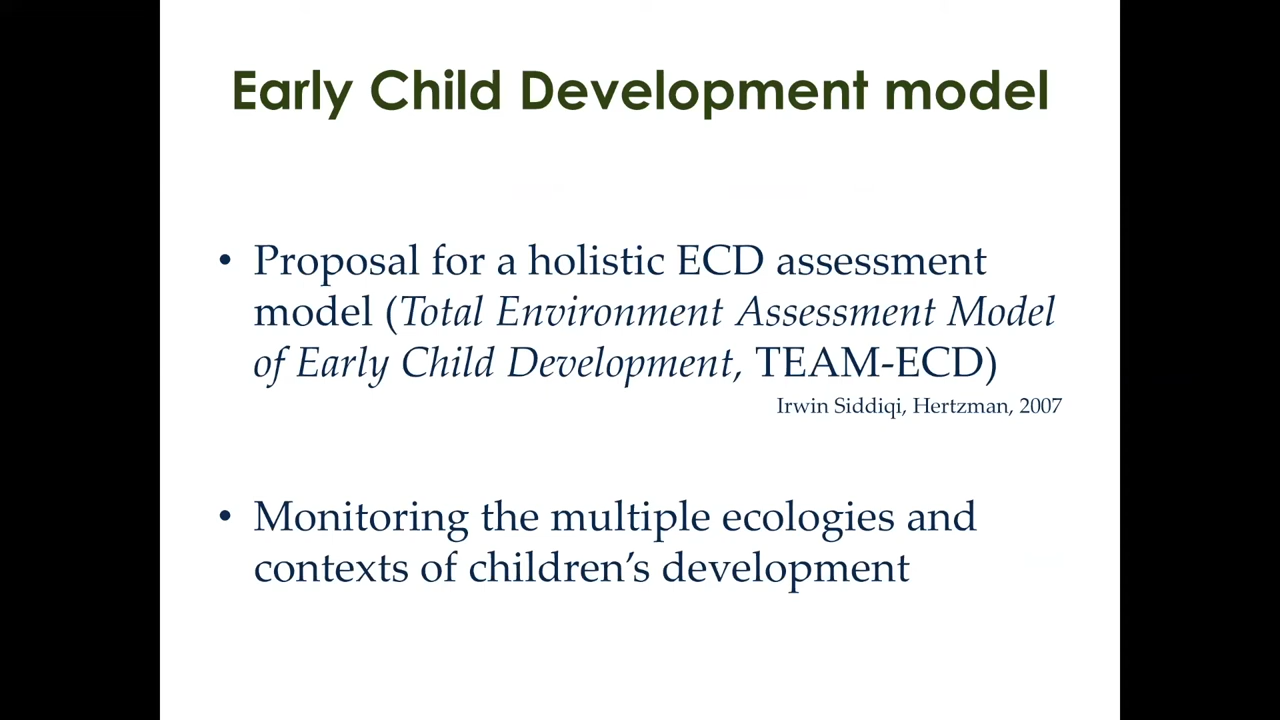 Early Child Development model
• Proposal for a holistic ECD assessment
model (Total Environment Assessment Model
of Early Child Development, TEAM-ECD)
Irwin Siddiqi, Hertzman, 2007
• Monitoring the multiple ecologies and
contexts of children’s development